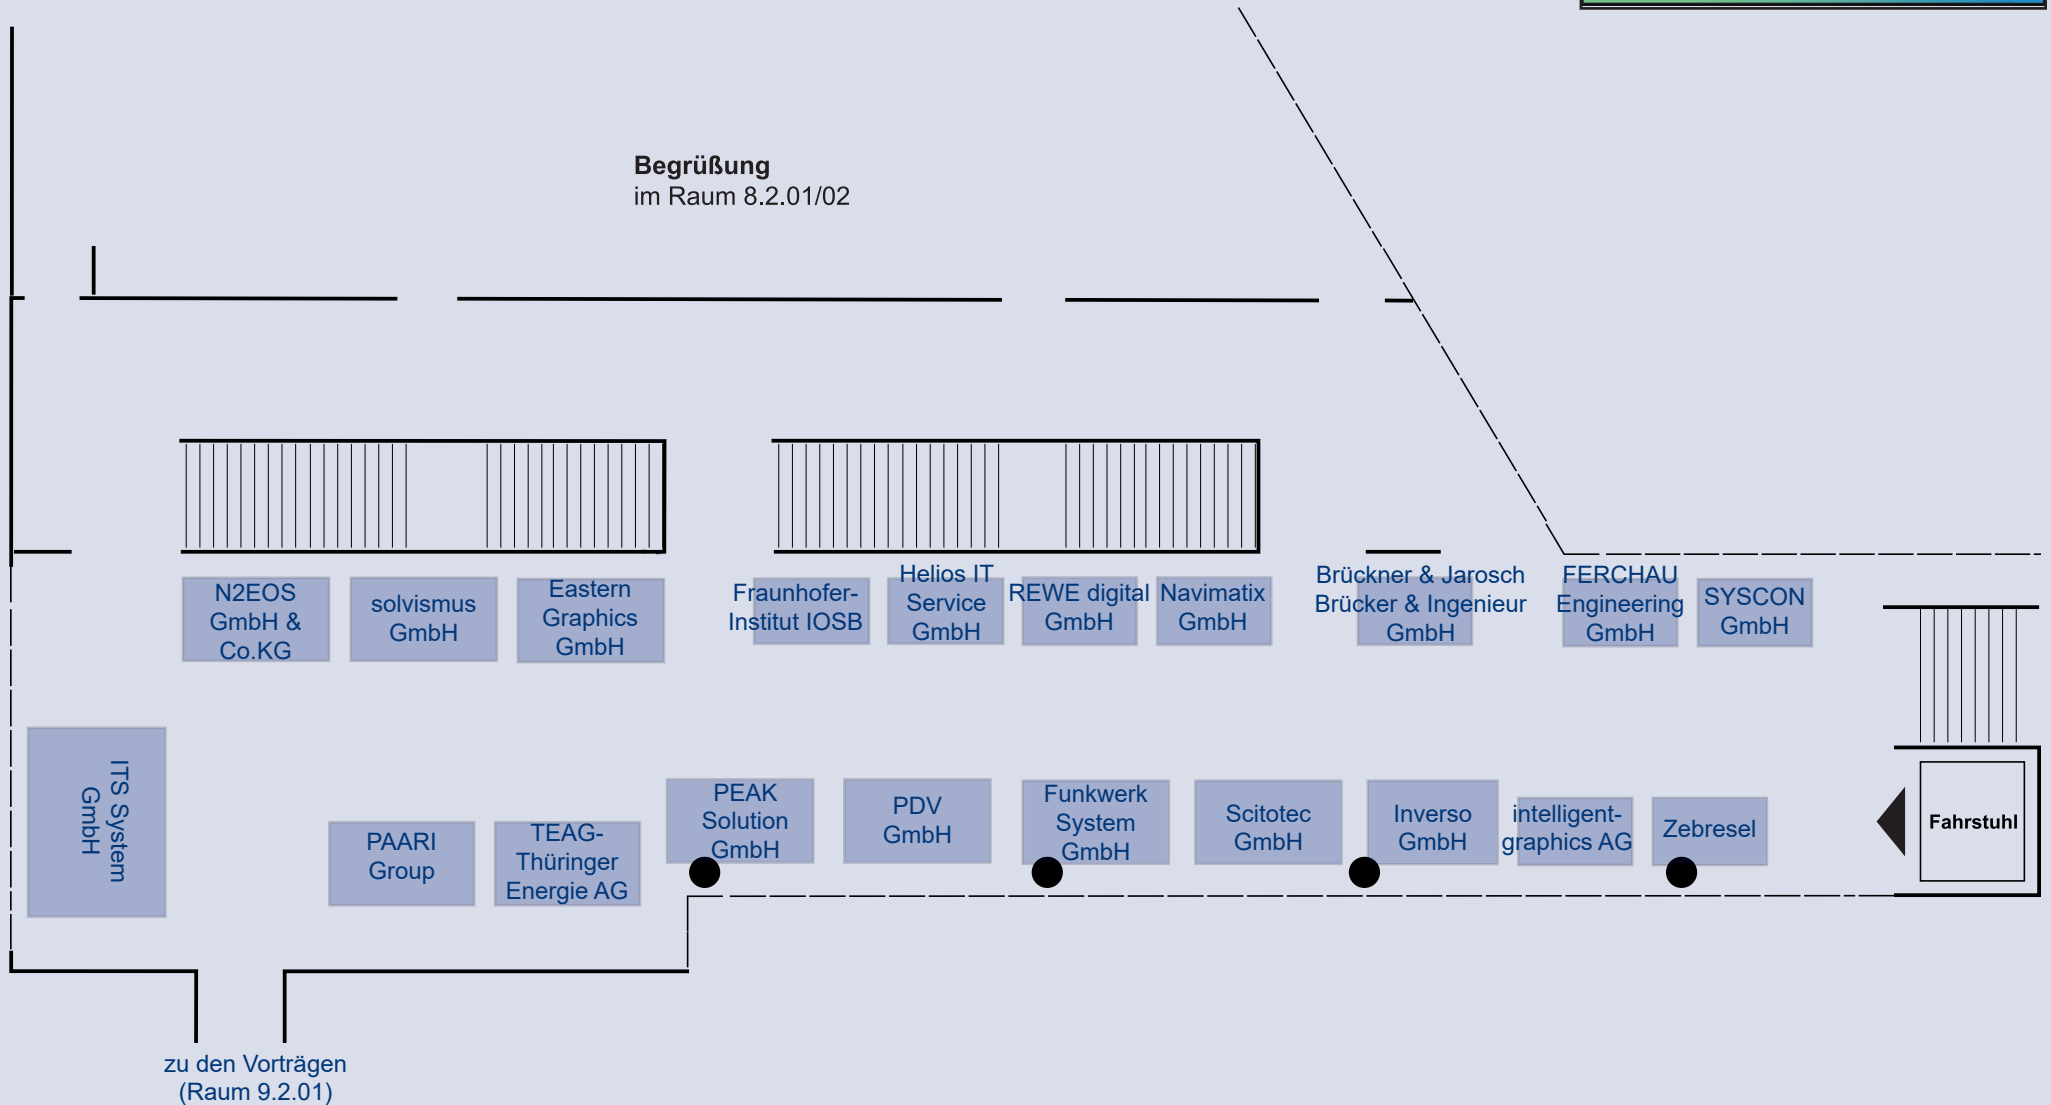 Begrüßung
im Raum 8.2.01/02
N2EOS
GmbH &
Co.KG
solvismus
GmbH
Eastern
Graphics
GmbH
Fraunhofer-
Institut IOSB
Helios IT
Service
GmbH
REWE digital
GmbH
Navimatix
GmbH
Brückner & Jarosch
Brücker & Ingenieur
GmbH
FERCHAU
Engineering
GmbH
SYSCON
GmbH
ITS System
GmbH
PAARI
Group
TEAG-
Thüringer
Energie AG
PEAK
Solution
GmbH
PDV
GmbH
Funkwerk
System
GmbH
Scitotec
GmbH
Inverso
GmbH
intelligent-
graphics AG
Zebresel
Fahrstuhl
zu den Vorträgen
(Raum 9.2.01)